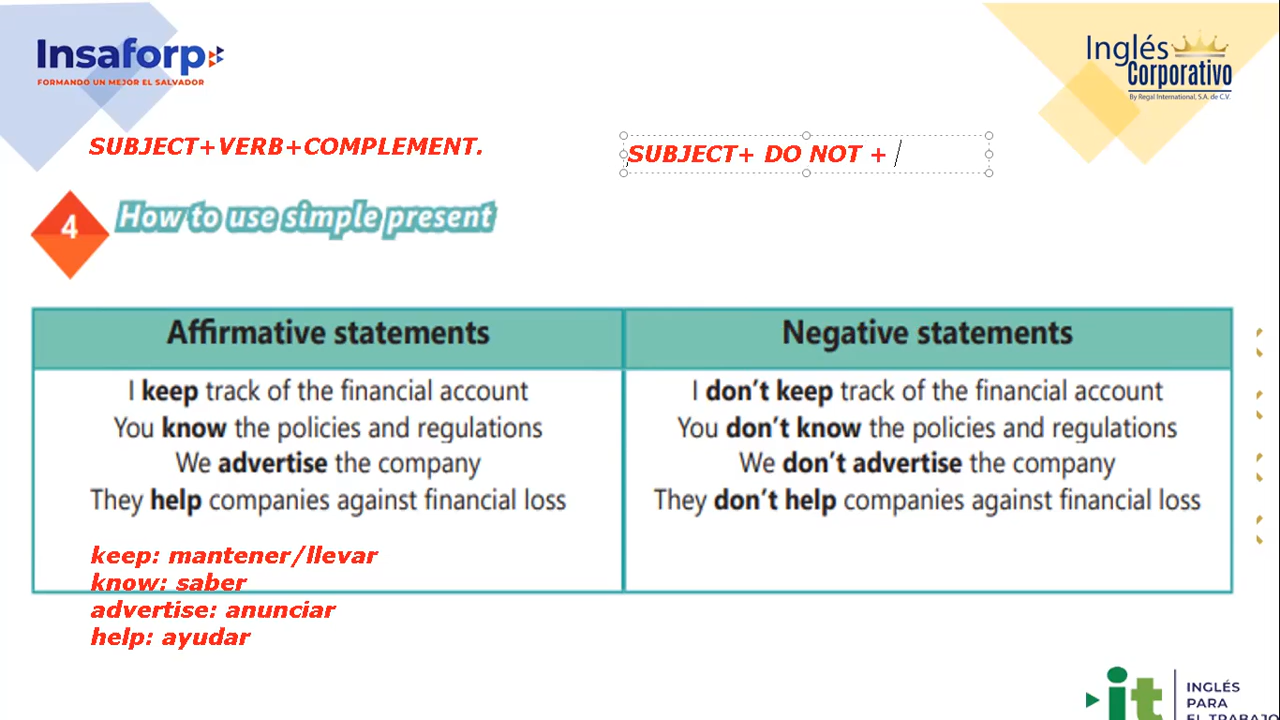 Insaforp
FORMANDO UN MEJOR EL SALVADOR
Inglés
Corporativo
By Regal International, S.A. de C.V.
SUBJECT+VERB+COMPLEMENT.
SUBJECT+ DO NOT +
4
How to use simple present
Affirmative statements
I keep track of the financial account
You know the policies and regulations
We advertise the company
They help companies against financial loss
Negative statements
I don't keep track of the financial account
You don't know the policies and regulations
We don't advertise the company
They don't help companies against financial loss
keep: mantener/llevar
know: saber
advertise: anunciar
help: ayudar
it
INGLÉS
PARA
EL TRABAJO